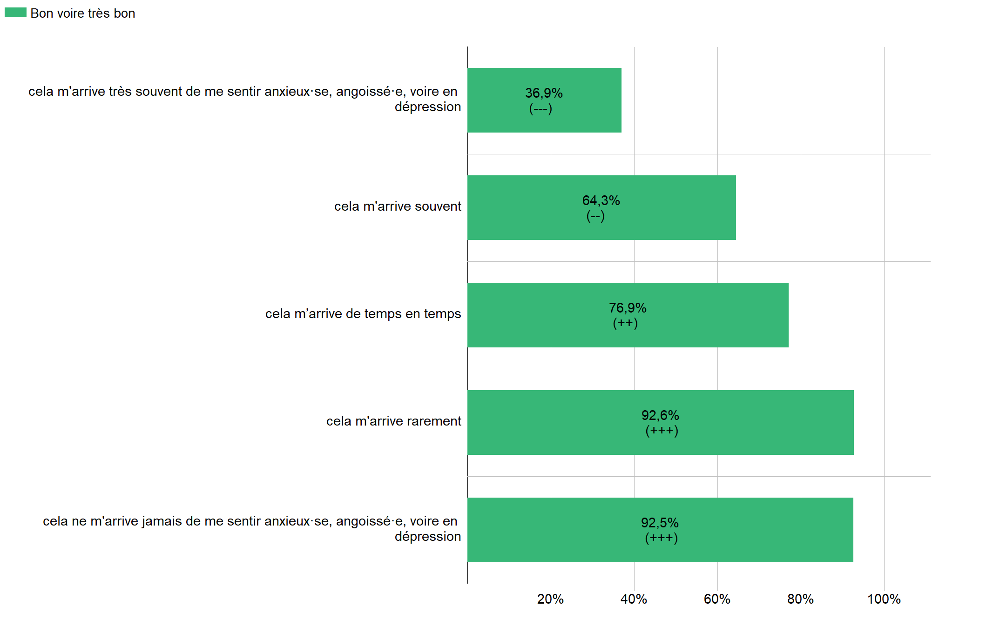 Bon voire très bon
cela m'arrive très souvent de me sentir anxieux·se, angoissé·e, voire en
dépression
36,9%
(---)
cela m'arrive souvent
64,3%
(--)
cela m’arrive de temps en temps
76,9%
(++)
cela m'arrive rarement
92,6%
(+++)
cela ne m'arrive jamais de me sentir anxieux·se, angoissé·e, voire en
dépression
92,5%
(+++)
20% 40% 60% 80% 100%